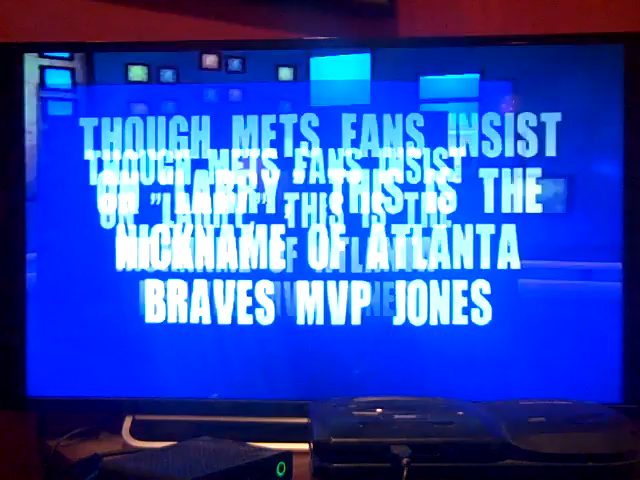 THOUGH METS FANS INSIST
ON "LARRY", THIS IS THE
NICKNAME OF ATLANTA
BRAVES MVP JONES